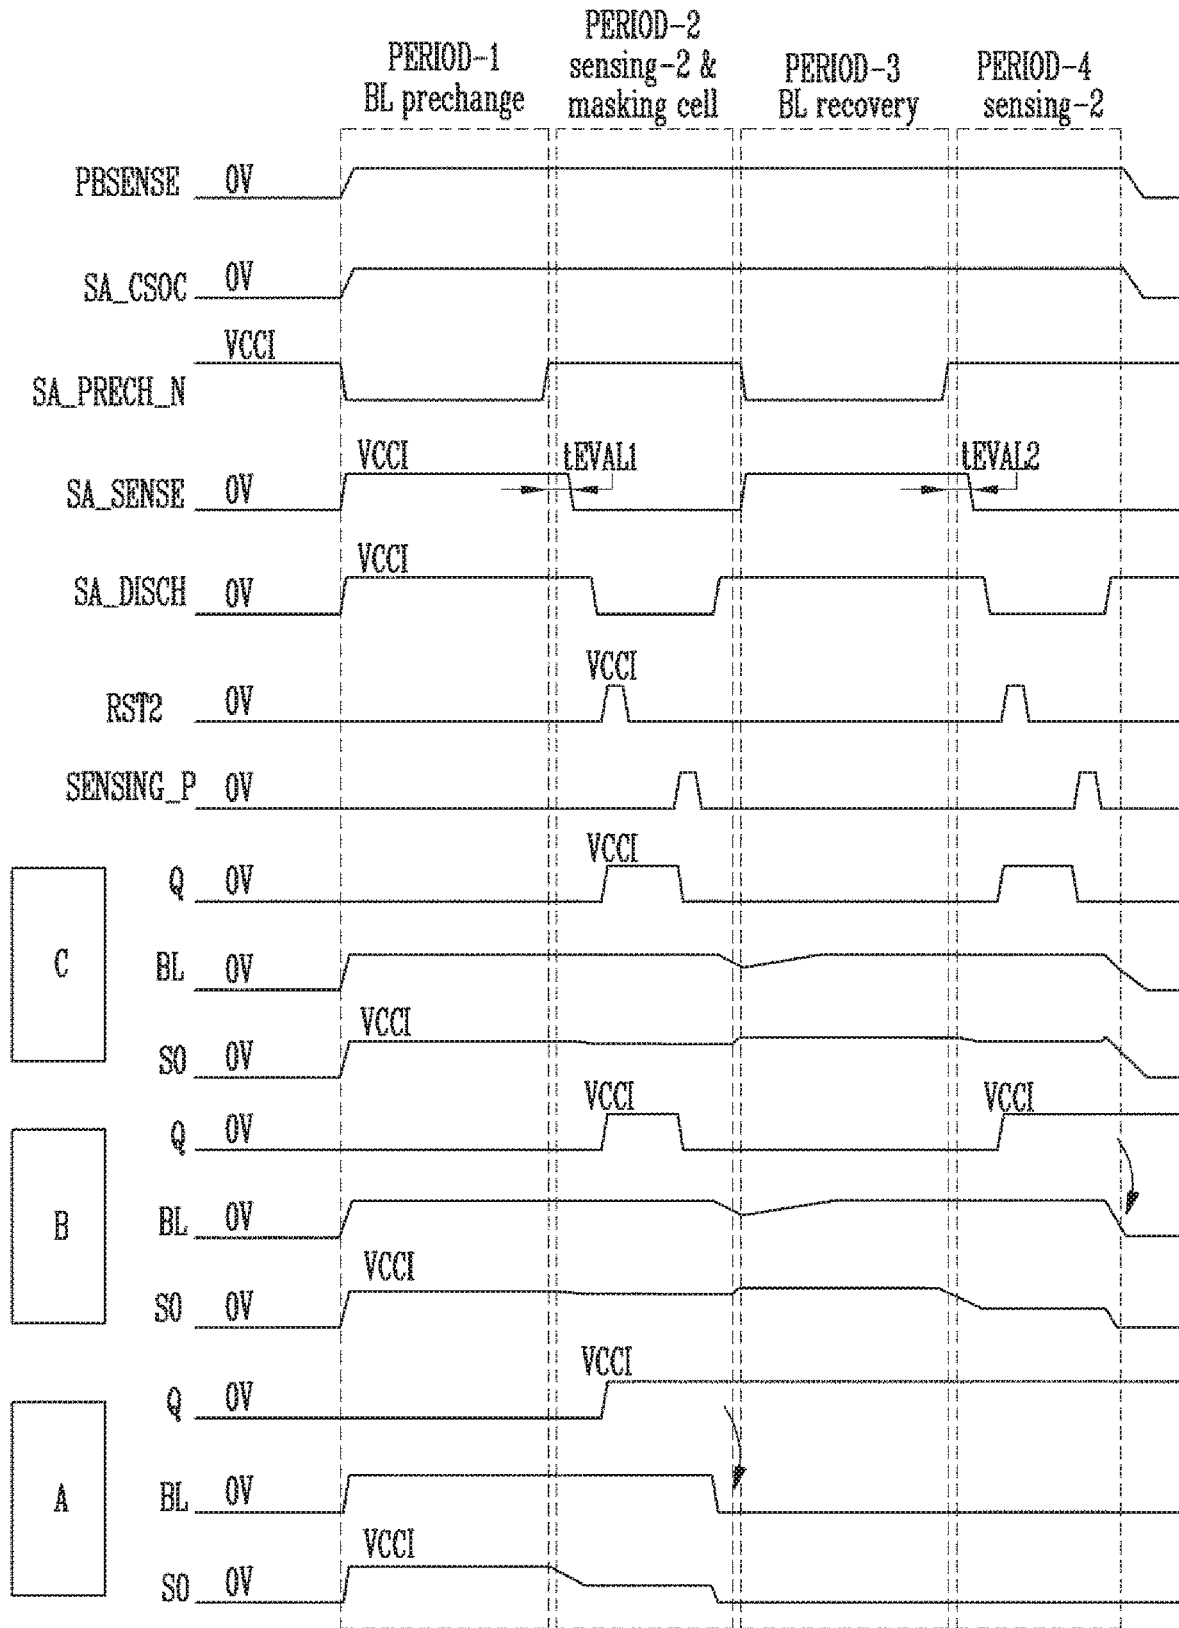 PERIOD-1
BL prechange
PERIOD-2
sensing-2 &
masking cell
PERIOD-3
BL recovery
PERIOD-4
sensing-2
PBSENSE 0V
SA_CSOC 0V
VCCI
SA_PRECH_N
VCCI
tEVAL1
tEVAL2
SA_SENSE 0V
VCCI
SA_DISCH 0V
VCCI
RST2 0V
SENSING_P 0V
VCCI
Q 0V
C
BL 0V
VCCI
SO 0V
VCCI
VCCI
Q 0V
B
BL 0V
VCCI
SO 0V
VCCI
Q 0V
A
BL 0V
VCCI
SO 0V